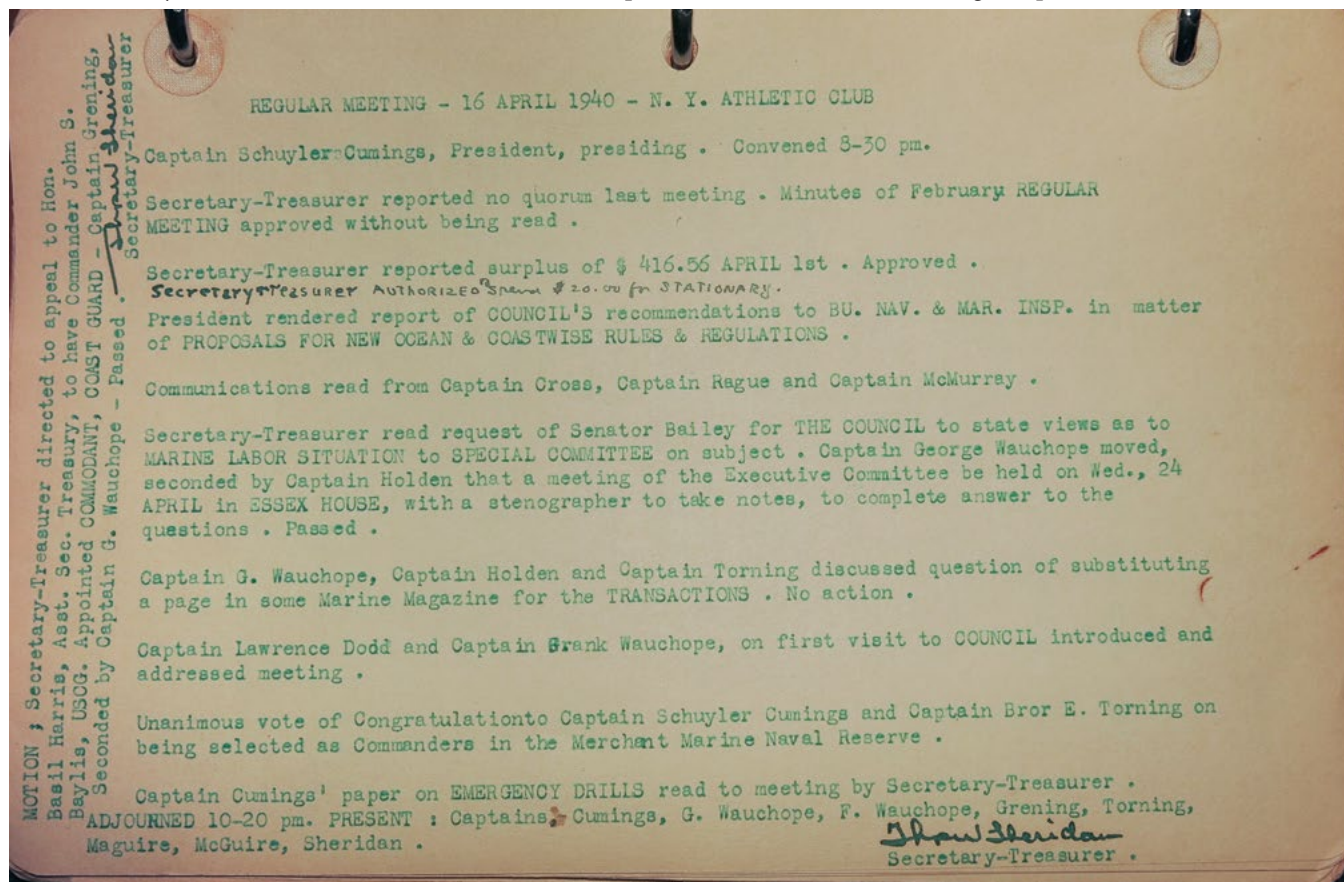 REGULAR MEETING - 16 APRIL 1940 - N. Y. ATHLETIC CLUB
Captain Schuyler Cumings, President, presiding . Convened 8-30 pm.
Secretary-Treasurer reported no quorum last meeting . Minutes of February REGULAR
MEETING approved without being read .
Secretary-Treasurer reported surplus of $ 416.56 APRIL 1st . Approved .
Secretary-Treasurer AUTHORIZED to spend $20.00 for STATIONARY.
President rendered report of COUNCIL'S recommendations to BU. NAV. & MAR. INSP. in matter
of PROPOSALS FOR NEW OCEAN & COASTWISE RULES & REGULATIONS .
Communications read from Captain Cross, Captain Rague and Captain McMurray .
Secretary-Treasurer read request of Senator Bailey for THE COUNCIL to state views as to
MARINE LABOR SITUATION to SPECIAL COMMITTEE on subject . Captain George Wauchope moved,
seconded by Captain Holden that a meeting of the Executive Committee be held on Wed., 24
APRIL in ESSEX HOUSE, with a stenographer to take notes, to complete answer to the
questions . Passed .
Captain G. Wauchope, Captain Holden and Captain Torning discussed question of substituting
a page in some Marine Magazine for the TRANSACTIONS . No action .
Captain Lawrence Dodd and Captain Frank Wauchope, on first visit to COUNCIL introduced and
addressed meeting .
Unanimous vote of Congratulationto Captain Schuyler Cumings and Captain Bror E. Torning on
being selected as Commanders in the Merchant Marine Naval Reserve .
Captain Cumings' paper on EMERGENCY DRILLS read to meeting by Secretary-Treasurer .
ADJOURNED 10-20 pm. PRESENT : Captains, Cumings, G. Wauchope, F. Wauchope, Grening, Torning,
Maguire, McGuire, Sheridan .
Shaw Sheridan
Secretary-Treasurer .
MOTION ; Secretary-Treasurer directed to appeal to Hon.
Basil Harris, Asst. Sec. Treasury, to have Commander John S.
Baylis, USCG. Appointed COMMODANT, COAST GUARD - Captain Grening,
Seconded by Captain G. Wauchope - Passed . Shaw Sheridan
Secretary-Treasurer